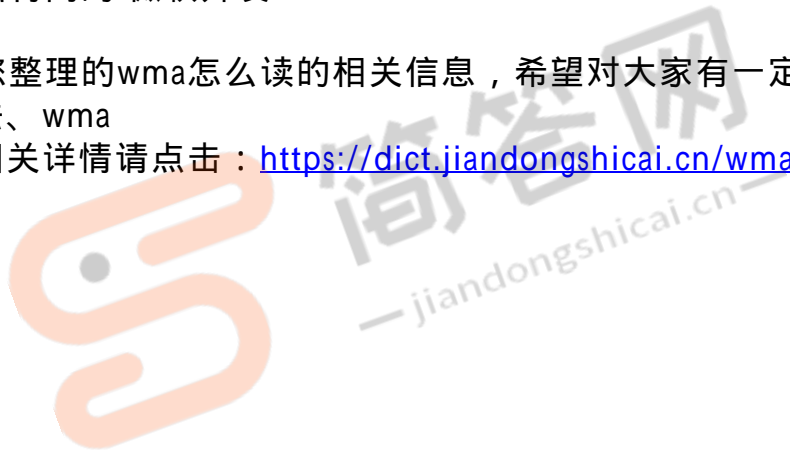 整理的wma怎么读的相关信息，希望对大家有一定
、wma
关详情请点击：https://dict.jiandongshicai.cn/wma
简答网
jiandongshicai.cn